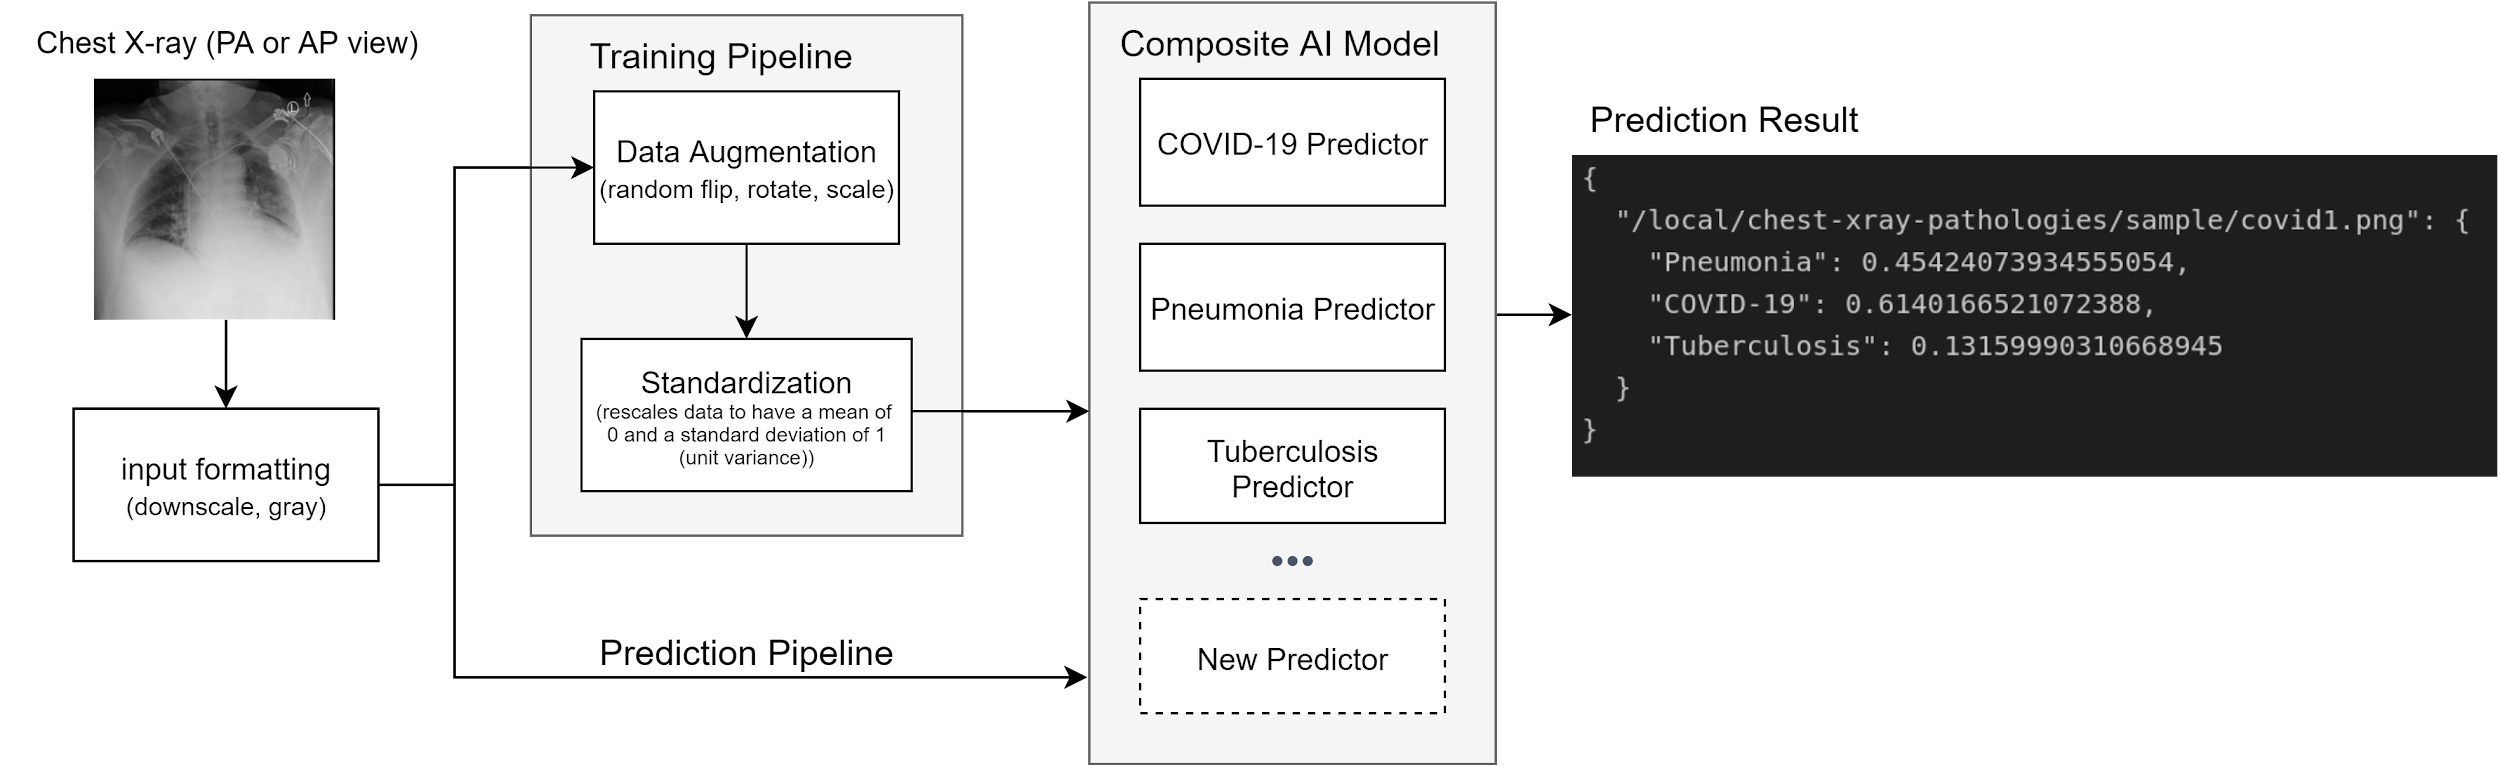 Chest X-ray (PA or AP view)
L
input formatting
(downscale, gray)
Training Pipeline
Data Augmentation
(random flip, rotate, scale)
Standardization
(rescales data to have a mean of
0 and a standard deviation of 1
(unit variance))
Prediction Pipeline
Composite AI Model
COVID-19 Predictor
Pneumonia Predictor
Tuberculosis
Predictor
•••
New Predictor
Prediction Result
{
"/local/chest-xray-pathologies/sample/covid1.png": {
"Pneumonia": 0.45424073934555054,
"COVID-19": 0.6140166521072388,
"Tuberculosis": 0.13159990310668945
}
}